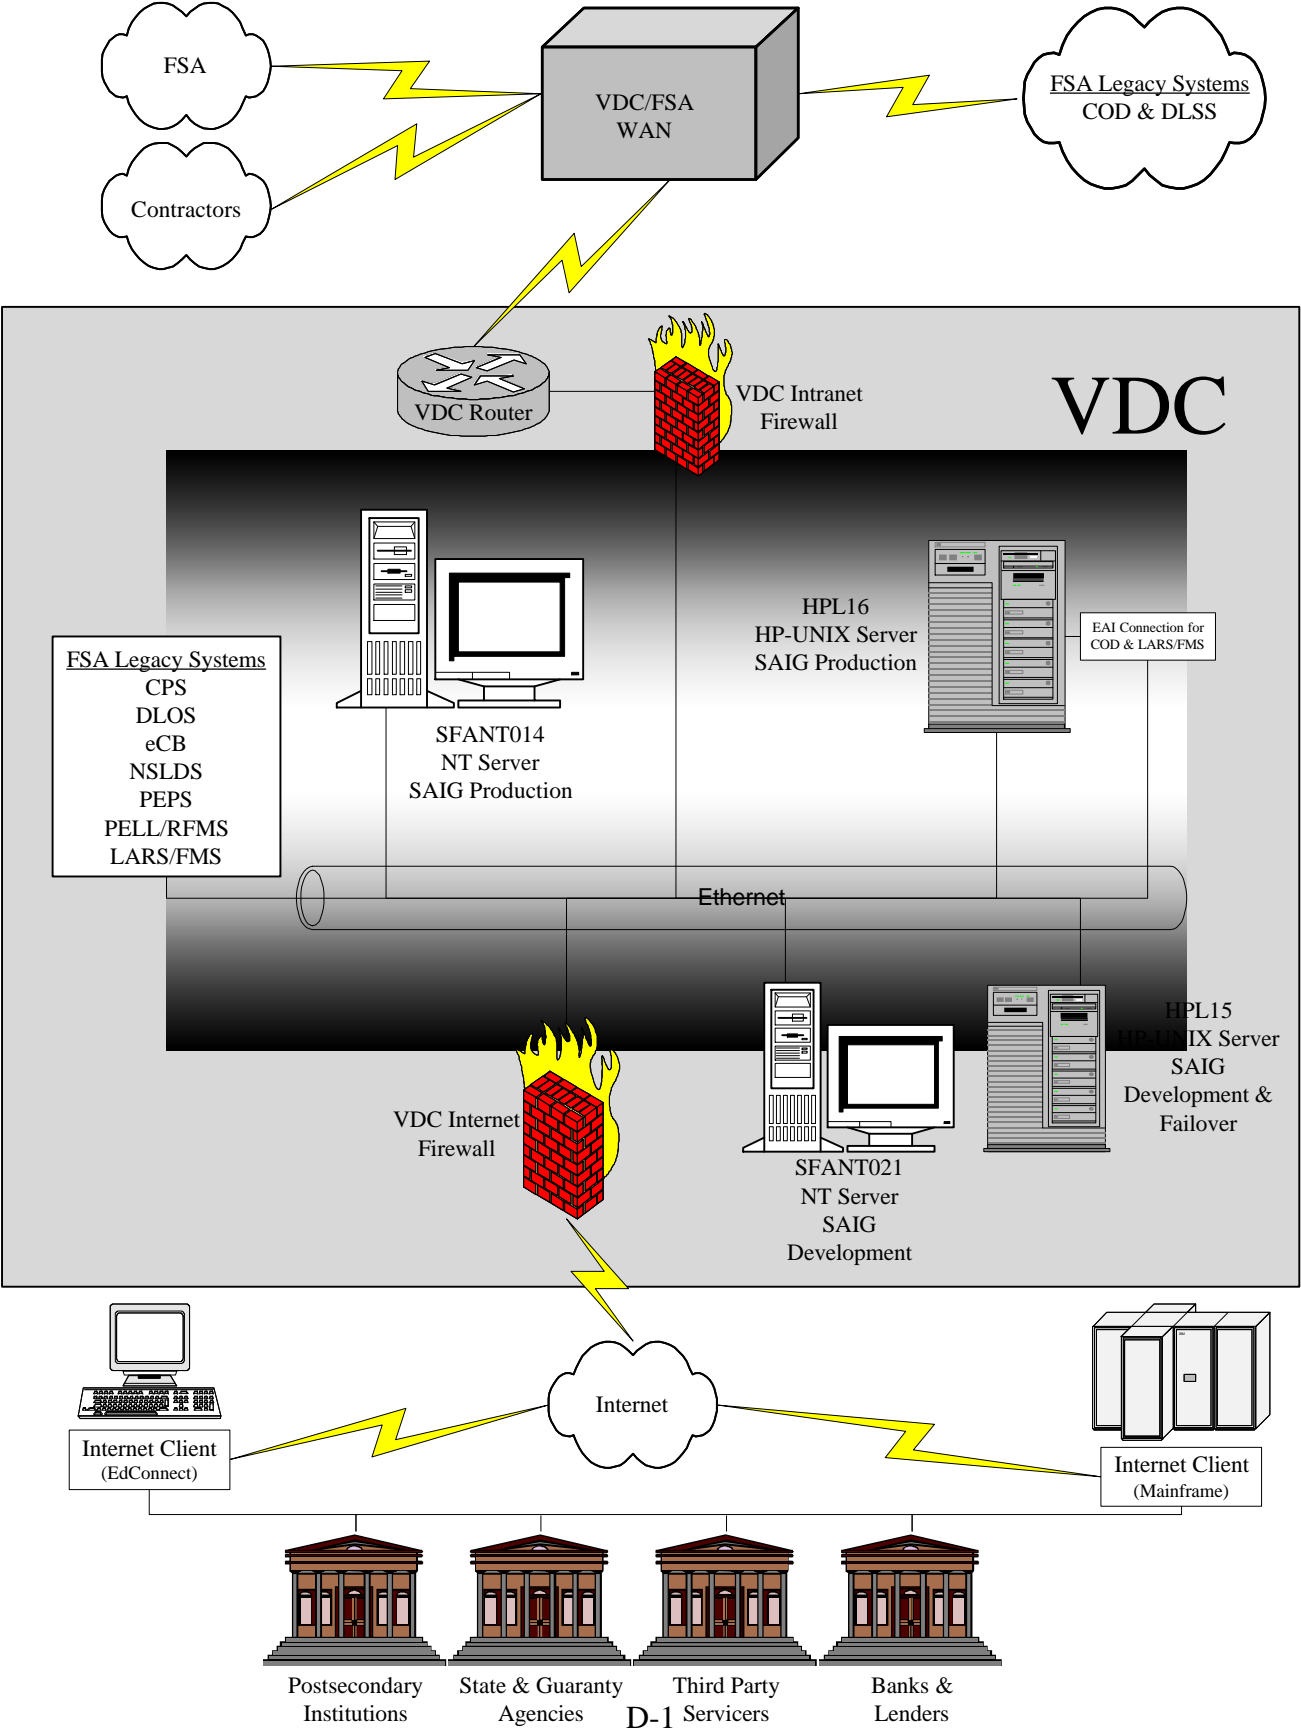 FSA
VDC/FSA
WAN
FSA Legacy Systems
COD & DLSS
Contractors
VDC Router
VDC Intranet
Firewall
VDC
HPL16
HP-UNIX Server
SAIG Production
EAI Connection for
COD & LARS/FMS
FSA Legacy Systems
CPS
DLOS
eCB
NSLDS
PEPS
PELL/RFMS
LARS/FMS
SFANT014
NT Server
SAIG Production
Ethernet
HPL15
HP-UNIX Server
SAIG
Development &
Failover
VDC Internet
Firewall
SFANT021
NT Server
SAIG
Development
Internet
Internet Client
(EdConnect)
Internet Client
(Mainframe)
Postsecondary
Institutions
State & Guaranty
Agencies
Third Party
Servicers
Banks &
Lenders
D-1